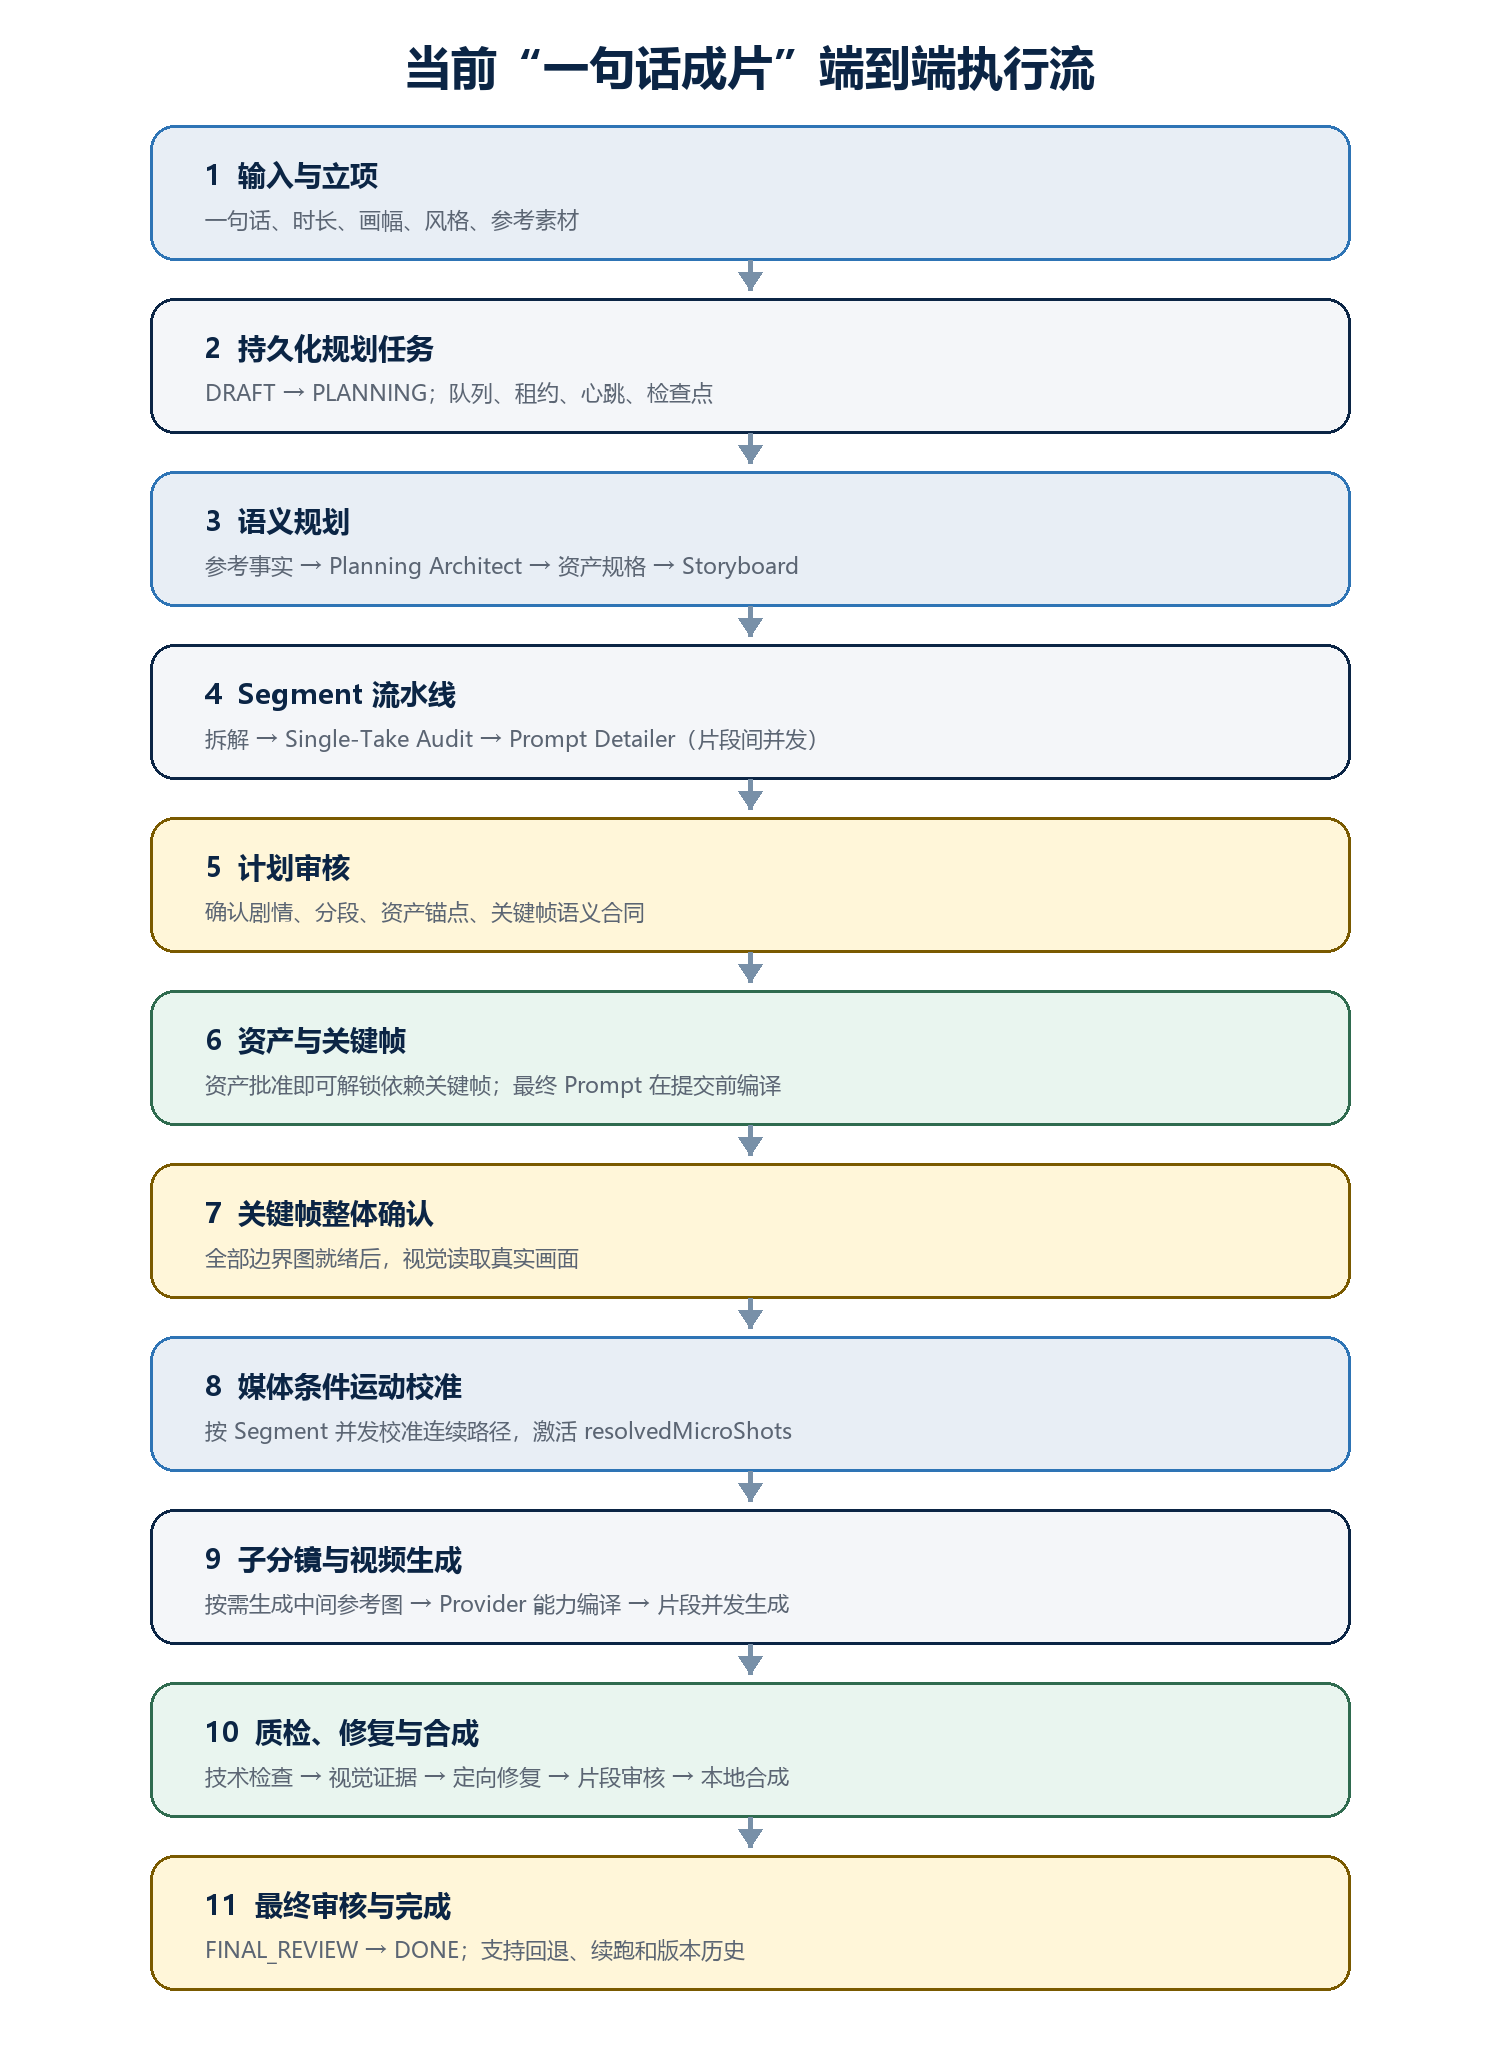 当前“一句话成片”端到端执行流
1 输入与立项
一句话、时长、画幅、风格、参考素材
2 持久化规划任务
DRAFT → PLANNING；队列、租约、心跳、检查点
3 语义规划
参考事实 → Planning Architect → 资产规格 → Storyboard
4 Segment 流水线
拆解 → Single-Take Audit → Prompt Detailer（片段间并发）
5 计划审核
确认剧情、分段、资产锚点、关键帧语义合同
6 资产与关键帧
资产批准即可解锁依赖关键帧；最终 Prompt 在提交前编译
7 关键帧整体确认
全部边界图就绪后，视觉读取真实画面
8 媒体条件运动校准
按 Segment 并发校准连续路径，激活 resolvedMicroShots
9 子分镜与视频生成
按需生成中间参考图 → Provider 能力编译 → 片段并发生成
10 质检、修复与合成
技术检查 → 视觉证据 → 定向修复 → 片段审核 → 本地合成
11 最终审核与完成
FINAL_REVIEW → DONE；支持回退、续跑和版本历史